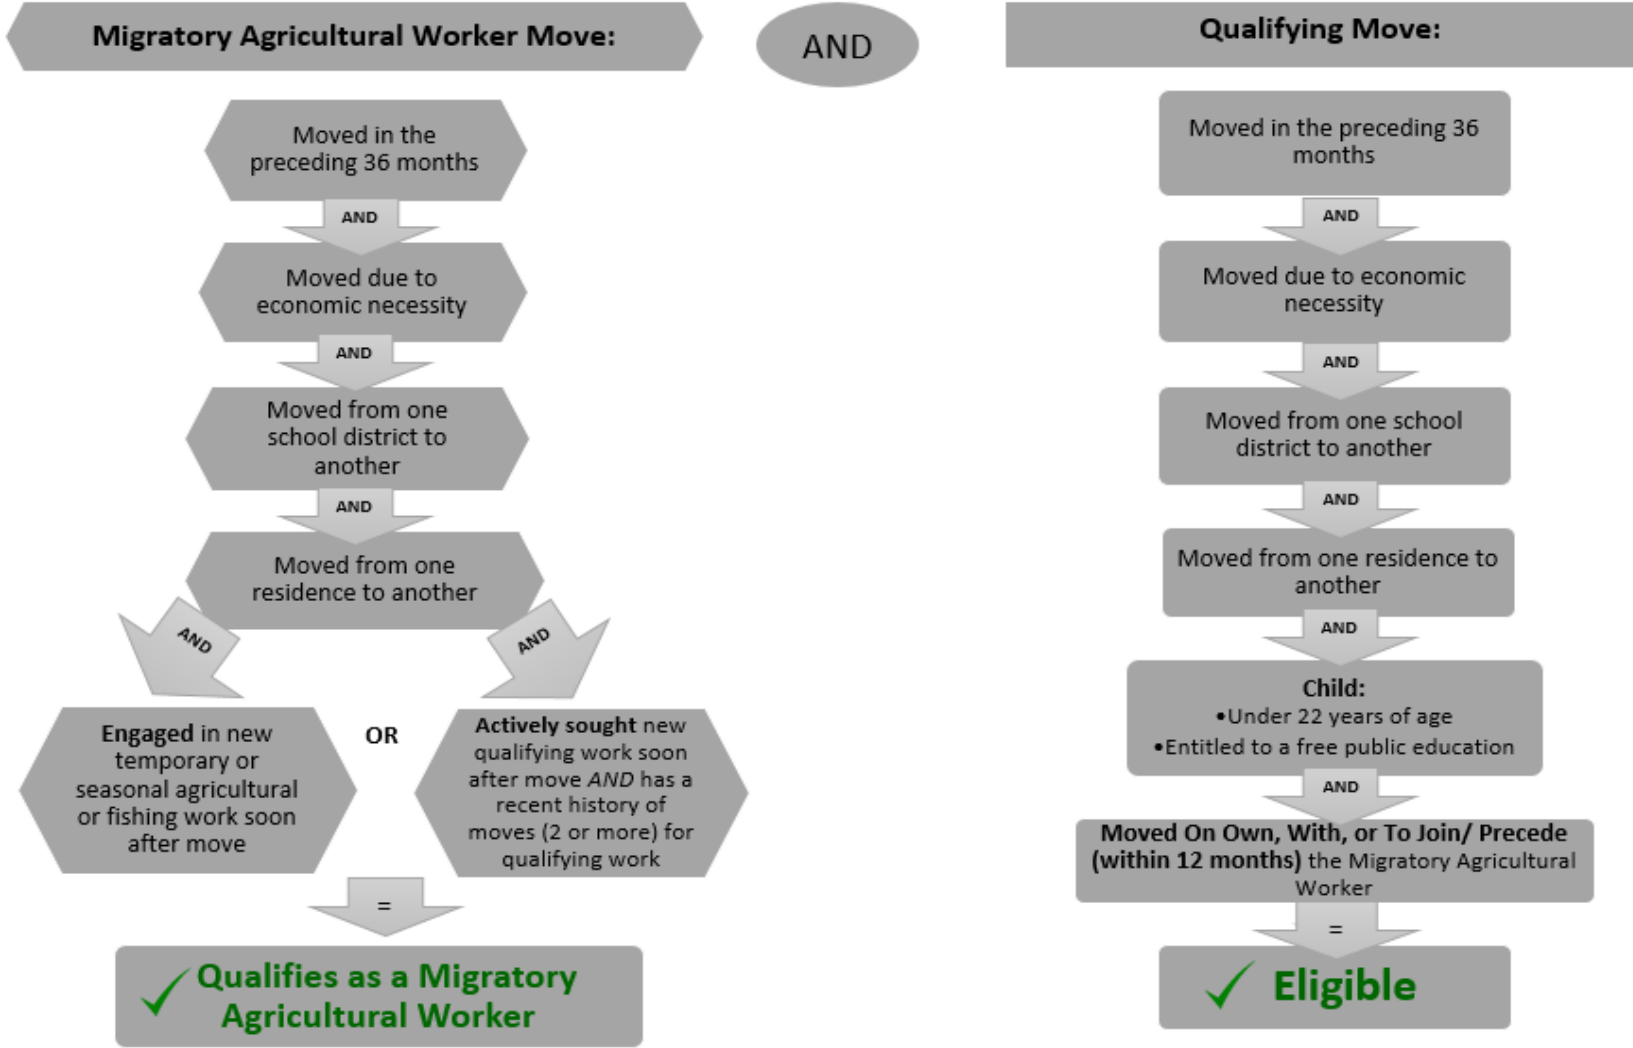 Migratory Agricultural Worker Move:
Moved in the
preceding 36 months
AND
Moved due to
economic necessity
AND
Moved from one
school district to
another
AND
Moved from one
residence to another
AND
AND
Engaged in new
temporary or
seasonal agricultural
or fishing work soon
after move
OR
Actively sought new
qualifying work soon
after move AND has a
recent history of
moves (2 or more) for
qualifying work
=
Qualifies as a Migratory
Agricultural Worker
AND
Qualifying Move:
Moved in the preceding 36
months
AND
Moved due to economic
necessity
AND
Moved from one school
district to another
AND
Moved from one residence to
another
AND
Child:
•Under 22 years of age
•Entitled to a free public education
AND
Moved On Own, With, or To Join/ Precede
(within 12 months) the Migratory Agricultural
Worker
=
Eligible